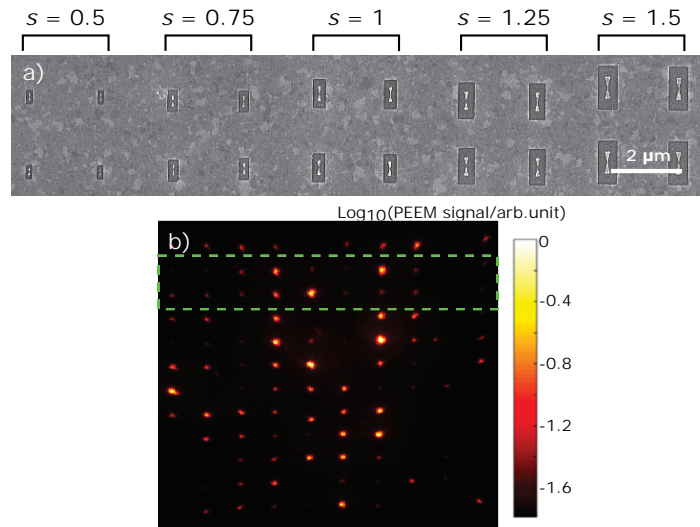 s = 0.5 s = 0.75 s = 1 s = 1.25 s = 1.5
a)
2 µm
Log10(PEEM signal/arb.unit)
b)
0
-0.4
-0.8
-1.2
-1.6